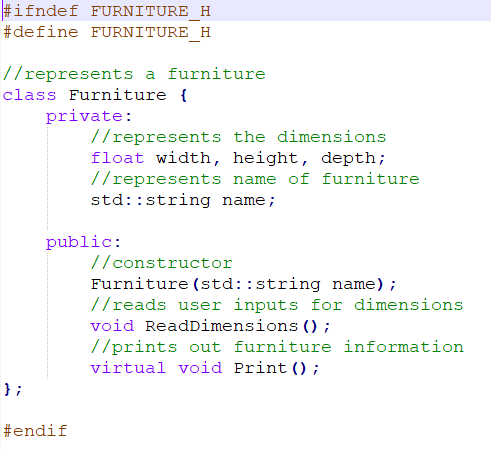 #ifndef FURNITURE_H
#define FURNITURE_H

//represents a furniture
class Furniture {
    private:
        //represents the dimensions
        float width, height, depth;
        //represents name of furniture
        std::string name;

    public:
        //constructor
        Furniture(std::string name);
        //reads user inputs for dimensions
        void ReadDimensions();
        //prints out furniture information
        virtual void Print();
};

#endif